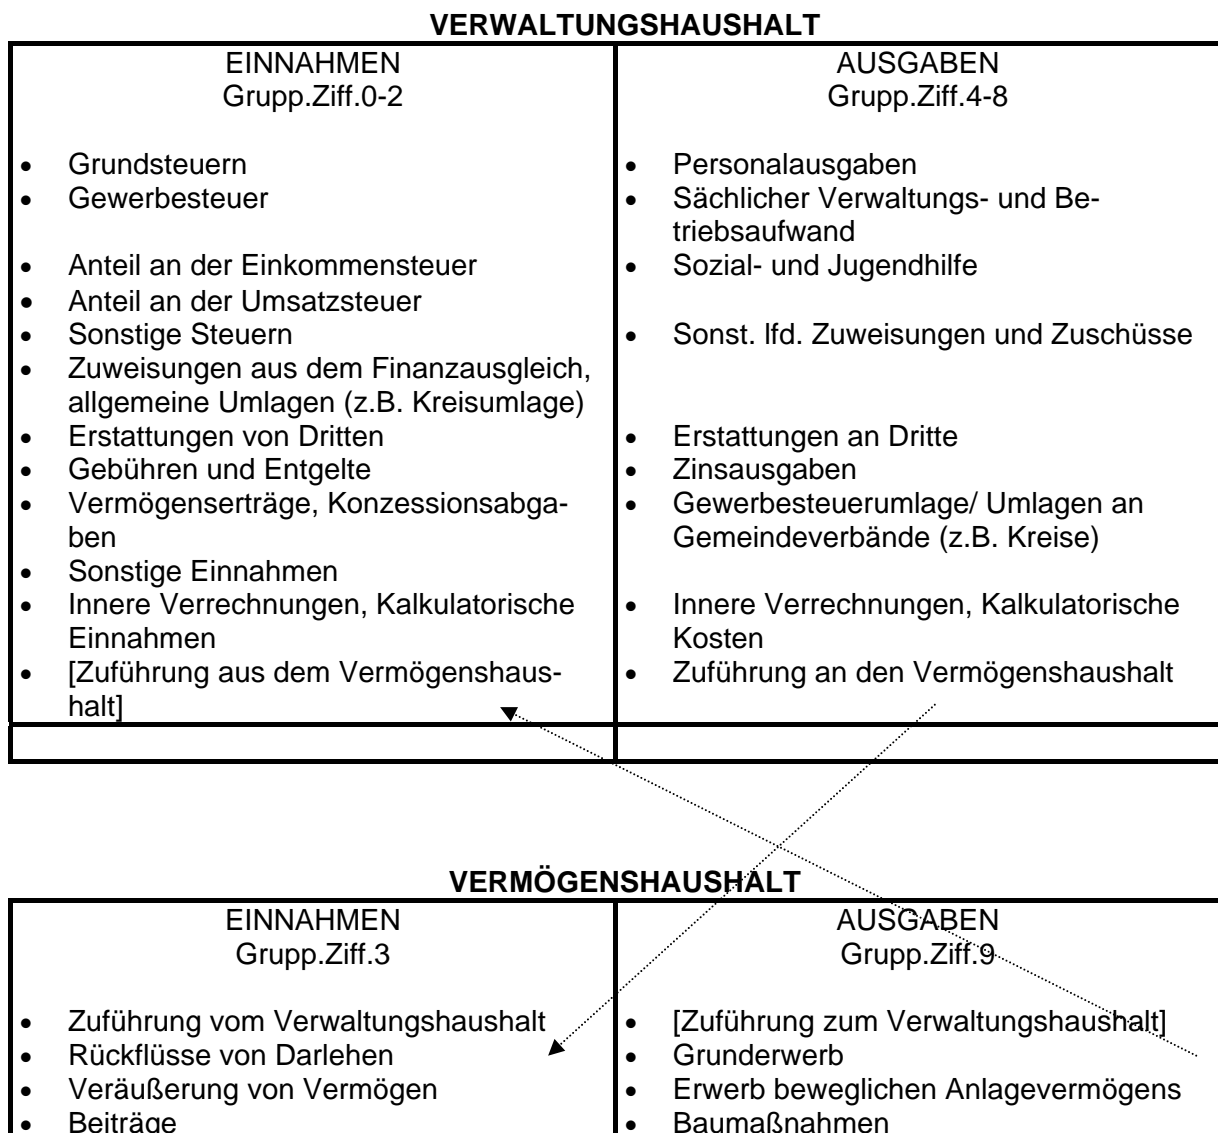 VERWALTUNGSHAUSHALT
EINNAHMEN
Grupp.Ziff.0-2
• Grundsteuern
• Gewerbesteuer
• Anteil an der Einkommensteuer
• Anteil an der Umsatzsteuer
• Sonstige Steuern
• Zuweisungen aus dem Finanzausgleich,
allgemeine Umlagen (z.B. Kreisumlage)
• Erstattungen von Dritten
• Gebühren und Entgelte
• Vermögenserträge, Konzessionsabga-
ben
• Sonstige Einnahmen
• Innere Verrechnungen, Kalkulatorische
Einnahmen
• [Zuführung aus dem Vermögenshaus-
halt]
AUSGABEN
Grupp.Ziff.4-8
• Personalausgaben
• Sächlicher Verwaltungs- und Be-
triebsaufwand
• Sozial- und Jugendhilfe
• Sonst. lfd. Zuweisungen und Zuschüsse
• Erstattungen an Dritte
• Zinsausgaben
• Gewerbesteuerumlage/ Umlagen an
Gemeindeverbände (z.B. Kreise)
• Innere Verrechnungen, Kalkulatorische
Kosten
• Zuführung an den Vermögenshaushalt
VERMÖGENSHAUSHALT
EINNAHMEN
Grupp.Ziff.3
• Zuführung vom Verwaltungshaushalt
• Rückflüsse von Darlehen
• Veräußerung von Vermögen
• Beiträge
AUSGABEN
Grupp.Ziff.9
• [Zuführung zum Verwaltungshaushalt]
• Grunderwerb
• Erwerb beweglichen Anlagevermögens
• Baumaßnahmen